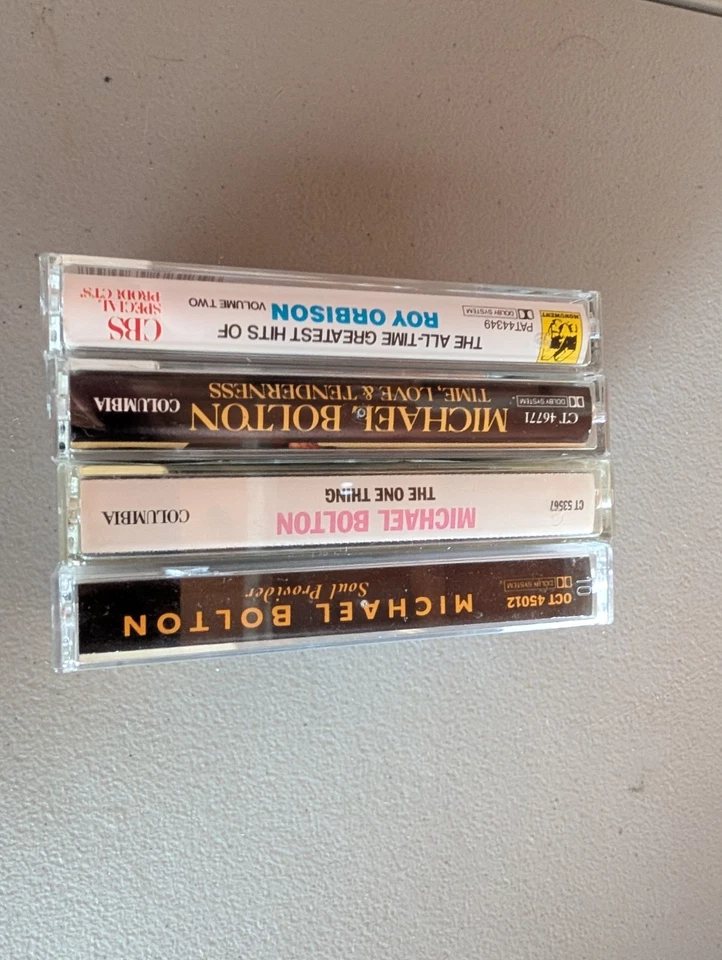 OCT 45012
DOLBY SYSTEM
MICHAEL BOLTON
Soul Provider
CT 53567
MICHAEL BOLTON
THE ONE THING
COLUMBIA
CT 46771
DOLBY SYSTEM
MICHAEL BOLTON
TIME, LOVE & TENDERNESS
COLUMBIA
MONUMENT
PAT 44349
DOLBY SYSTEM
THE ALL-TIME GREATEST HITS OF
ROY ORBISON VOLUME TWO
CBS
SPECIAL
PRODUCTS